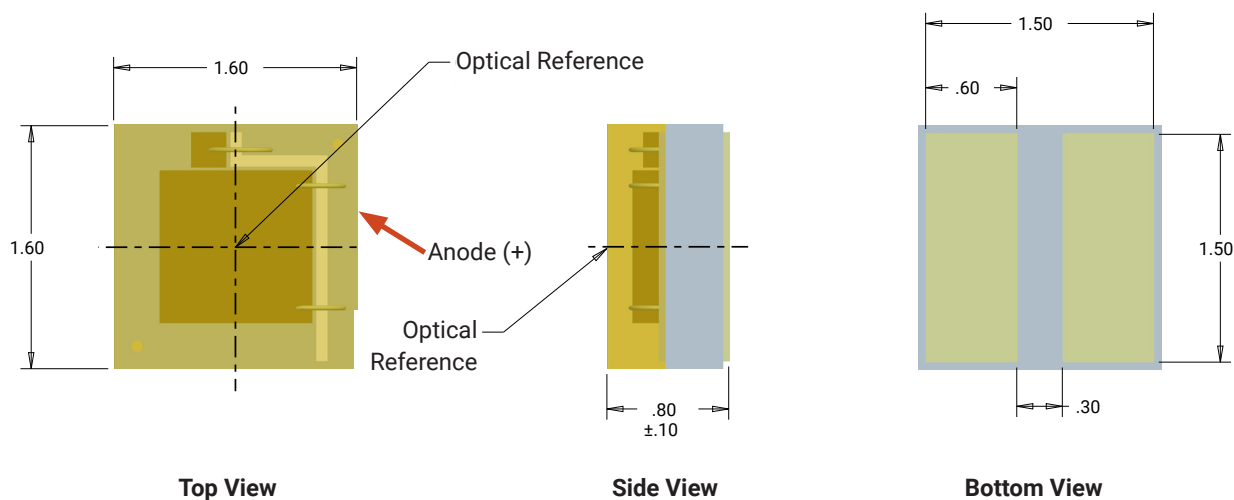 1.60
Optical Reference
1.60
Anode (+)
Top View
Optical
Reference
.80
±.10
Side View
1.50
.60
1.50
.30
Bottom View